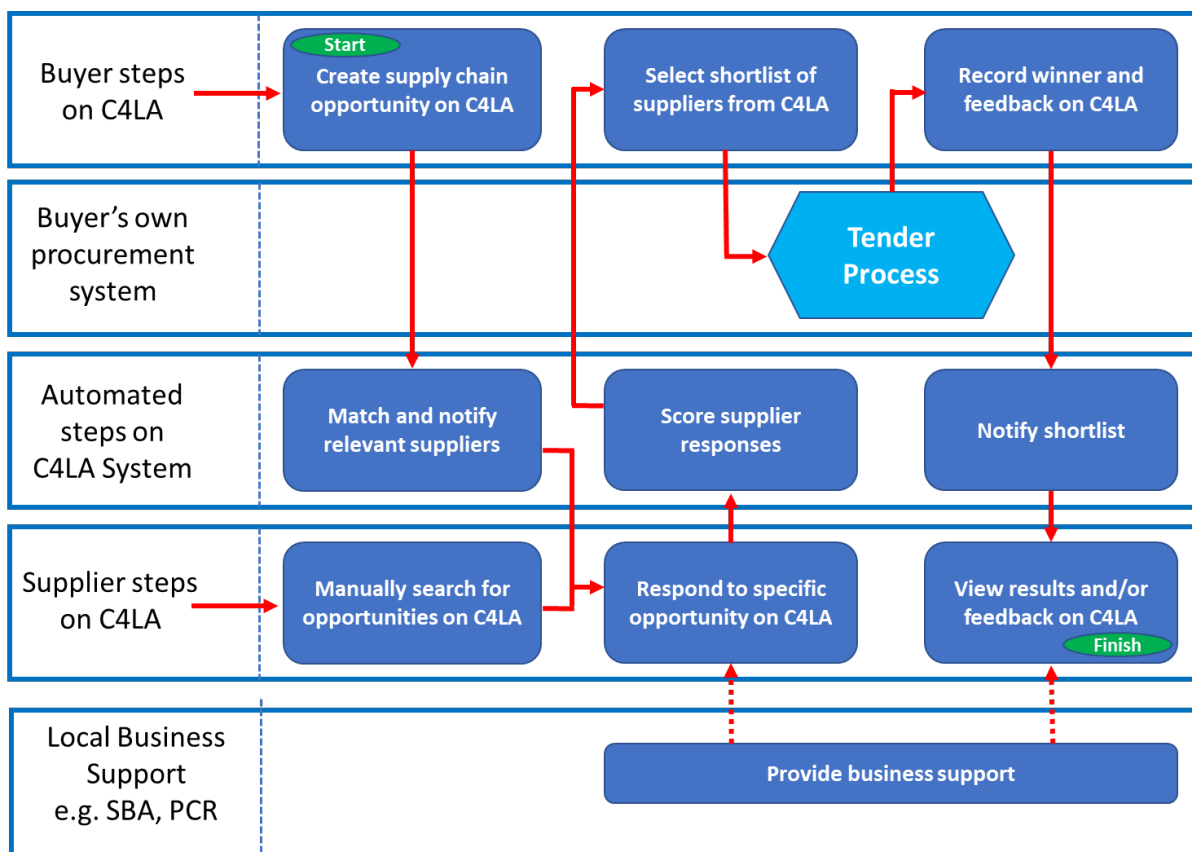 Buyer steps
on C4LA
Start
Create supply chain
opportunity on C4LA
Select shortlist of
suppliers from C4LA
Record winner and
feedback on C4LA
Buyer’s own
procurement
system
Tender
Process
Automated
steps on
C4LA System
Match and notify
relevant suppliers
Score supplier
responses
Notify shortlist
Supplier steps
on C4LA
Manually search for
opportunities on C4LA
Respond to specific
opportunity on C4LA
View results and/or
feedback on C4LA
Finish
Local Business
Support
e.g. SBA, PCR
Provide business support